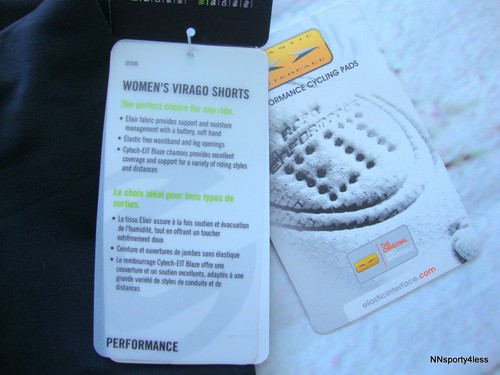 WOMEN'S VIRAGO SHORTS
The perfect choice for any ride.
• Elixir fabric provides support and moisture
management with a buttery, soft hand
• Elastic free waistband and leg openings
• Cytech-EIT Blaze chamois provides excellent
coverage and support for a variety of riding styles
and distances
Le choix idéal pour tous types de
sorties.
• Le tissu Elixir assure à la fois soutien et évacuation
de l'humidité, tout en offrant un toucher
extrêmement doux
• Ceinture et ouvertures de jambes sans élastique
• Le rembourrage Cytech-EIT Blaze offre une
couverture et un soutien excellents, adaptés à une
grande variété de styles de conduite et de
distances
PERFORMANCE
INTERFACE
ORMANCE CYCLING PADS
elasticinterface.com
NNsporty4less